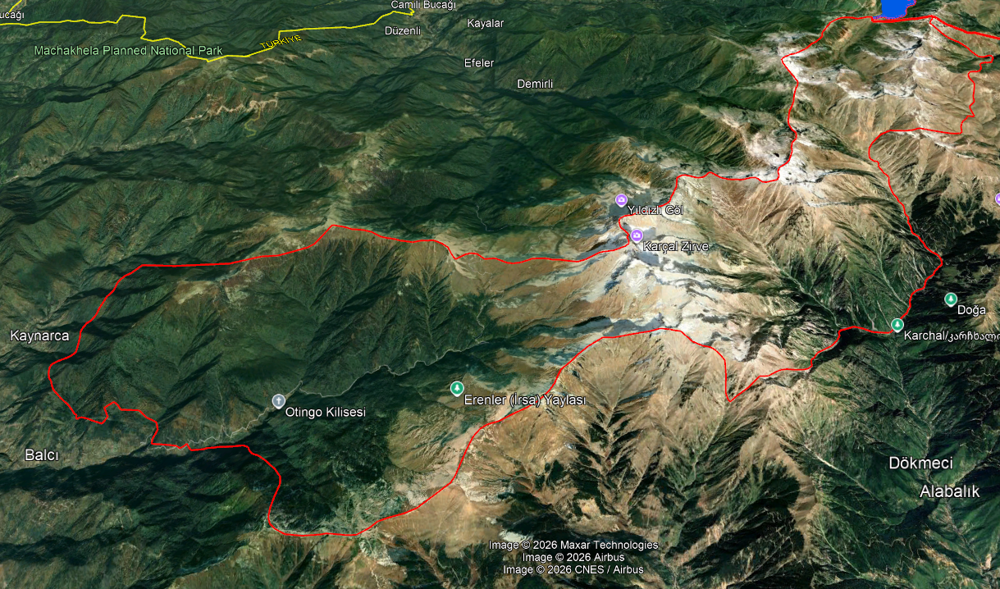 Camili Bucağı
ucağı
Kayalar
Düzenli
TÜRKİYE
Machakhela Planned National Park
Efeler
Demirli
Yıldızlı Göl
Karçal Zirve
Doğa
Kaynarca
Karchal/კარჩხალი
Erenler (İrsa) Yaylası
Otingo Kilisesi
Balcı
Dökmeci
Alabalık
Image © 2026 Maxar Technologies
Image © 2026 Airbus
Image © 2026 CNES / Airbus